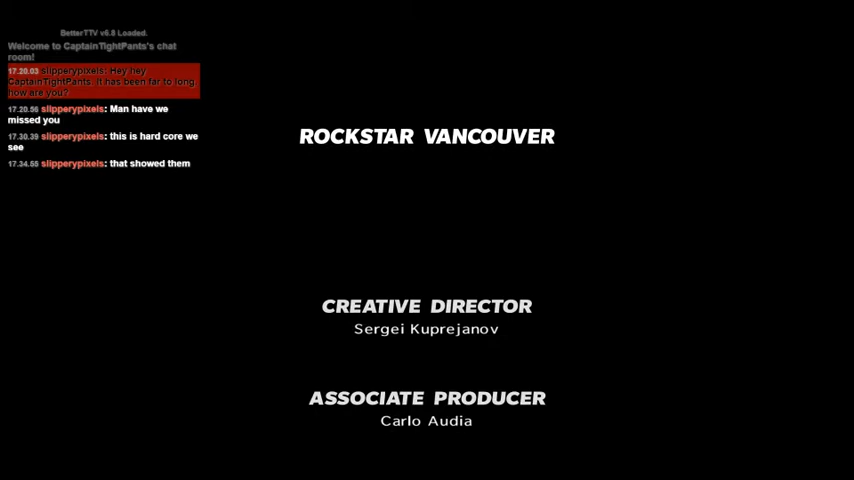 BetterTTV v6.8 Loaded.
Welcome to CaptainTightPants's chat
room!
17.20.03 slipperypixels: Hey hey
CaptainTightPants. It has been far to long
how are you?
17.20.56 slipperypixels: Man have we
missed you
17.30.39 slipperypixels: this is hard core we
see
17.34.55 slipperypixels: that showed them
ROCKSTAR VANCOUVER
CREATIVE DIRECTOR
Sergei Kuprejanov
ASSOCIATE PRODUCER
Carlo Audia